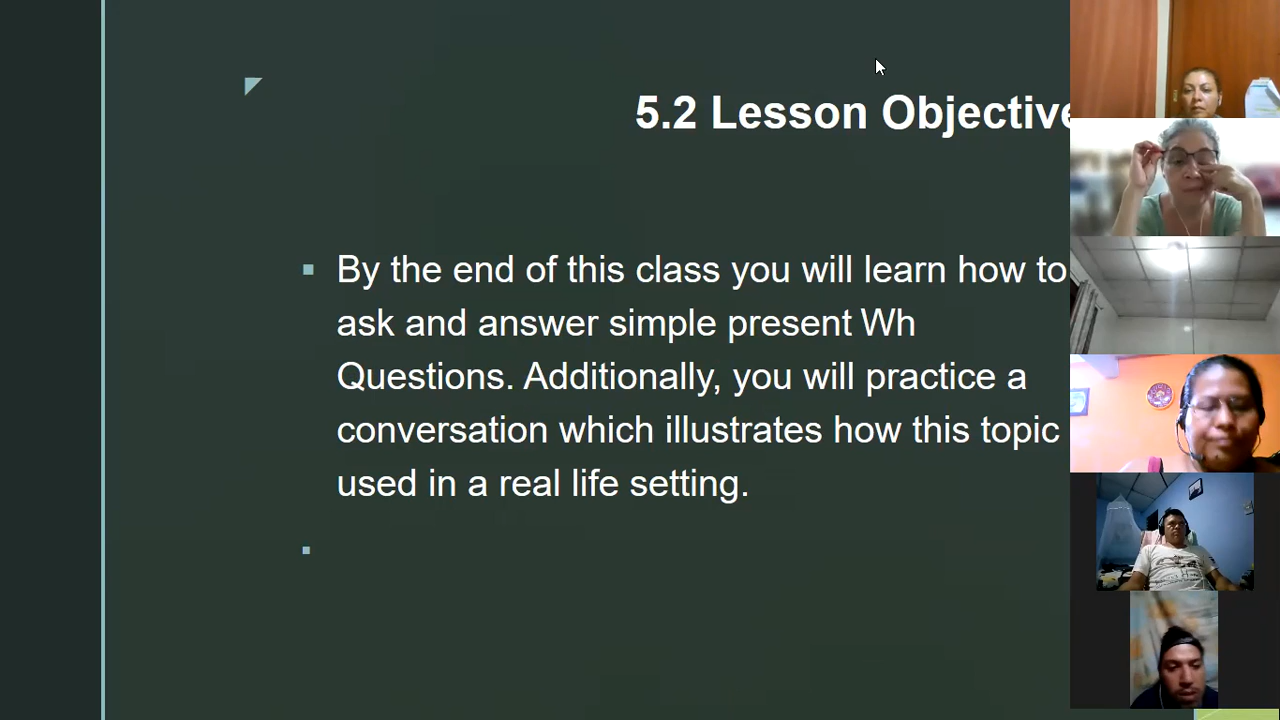 5.2 Lesson Objective
By the end of this class you will learn how to
ask and answer simple present Wh
Questions. Additionally, you will practice a
conversation which illustrates how this topic
used in a real life setting.